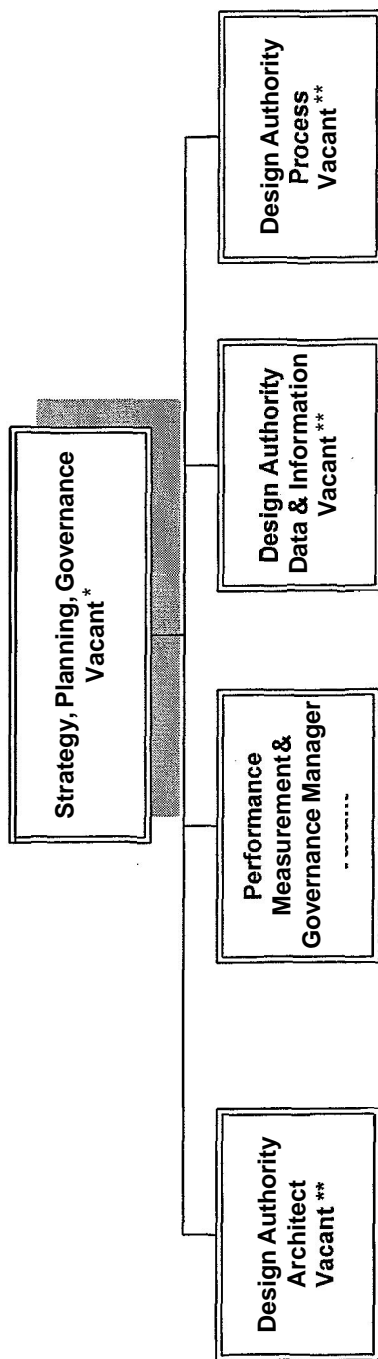 Strategy, Planning, Governance
Vacant*
Design Authority
Architect
Vacant **
Performance
Measurement&
Governance Manager
Design Authority
Data & Information
Vacant **
Design Authority
Process
Vacant **